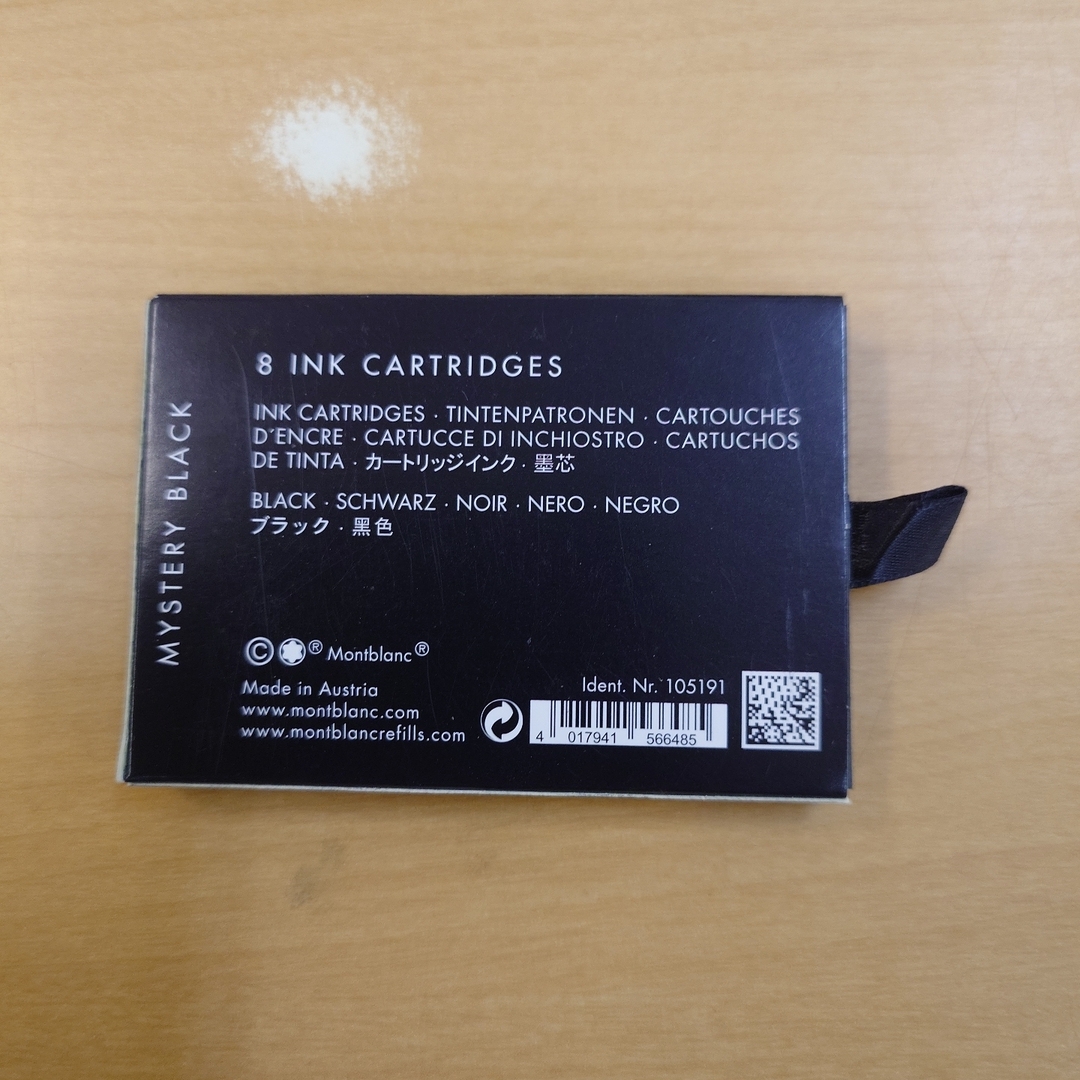 8 INK CARTRIDGES
INK CARTRIDGES · TINTENPATRONEN · CARTOUCHES
D'ENCRE · CARTUCCE DI INCHIOSTRO · CARTUCHOS
DE TINTA · カートリッジインク · 墨芯
BLACK · SCHWARZ · NOIR · NERO · NEGRO
ブラック · 黑色
MYSTERY BLACK
©® Montblanc®
Made in Austria
www.montblanc.com
www.montblancrefills.com
Ident. Nr. 105191
4 017941 566485